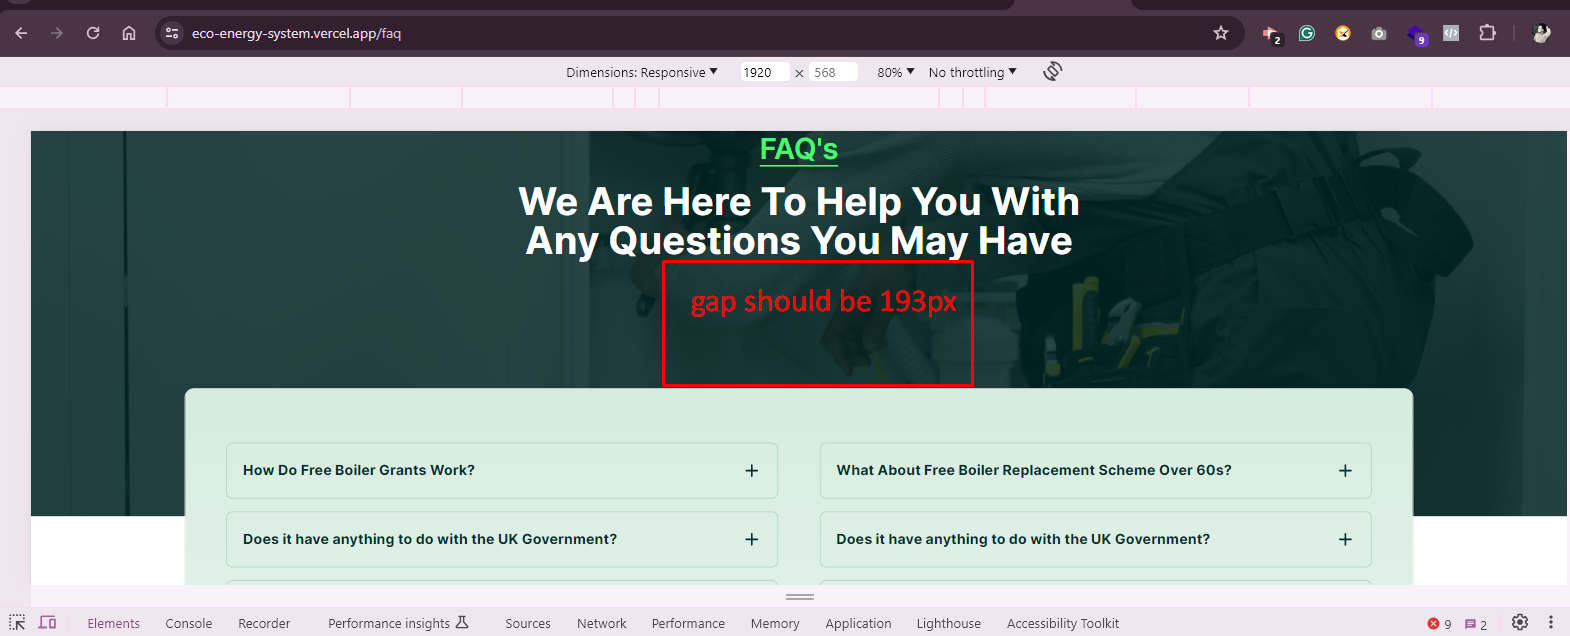 eco-energy-system.vercel.app/faq
2
9
Dimensions: Responsive ▼ 1920 × 568 80% ▼ No throttling ▼
FAQ's
We Are Here To Help You With
Any Questions You May Have
gap should be 193px
How Do Free Boiler Grants Work? +
What About Free Boiler Replacement Scheme Over 60s? +
Does it have anything to do with the UK Government? +
Does it have anything to do with the UK Government? +
Elements Console Recorder Performance insights Sources Network Performance Memory Application Lighthouse Accessibility Toolkit 9 2